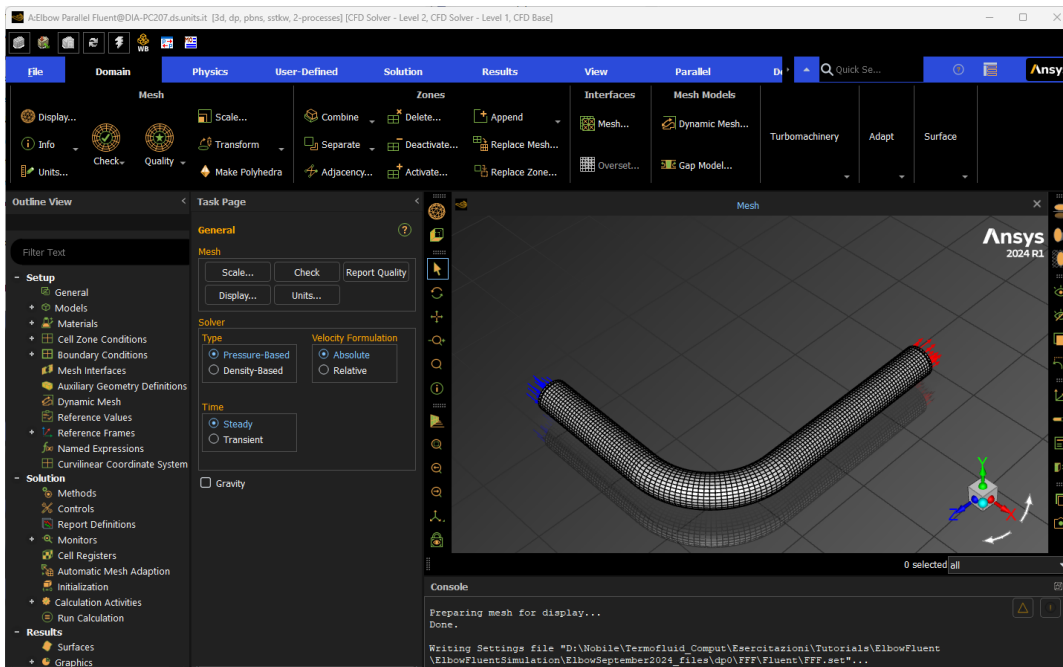 A:Elbow Parallel Fluent@DIA-PC207.ds.units.it [3d, dp, pbns, sstkw, 2-processes] [CFD Solver - Level 2, CFD Solver - Level 1, CFD Base]
WB
File Domain Physics User-Defined Solution Results View Parallel Quick Se... Ansy
Mesh Zones Interfaces Mesh Models
Display... Scale... Combine Delete... Append Mesh... Dynamic Mesh...
Info Check Quality Transform Separate Deactivate... Replace Mesh... Turbomachinery Adapt Surface
Units... Make Polyhedra Adjacency... Activate... Replace Zone... Overset... Gap Model...
Outline View
Filter Text
Setup
General
Models
Materials
Cell Zone Conditions
Boundary Conditions
Mesh Interfaces
Auxiliary Geometry Definitions
Dynamic Mesh
Reference Values
Reference Frames
fx Named Expressions
Curvilinear Coordinate System
Solution
Methods
Controls
Report Definitions
Monitors
Cell Registers
Automatic Mesh Adaption
Initialization
Calculation Activities
Run Calculation
Results
Surfaces
Graphics
Task Page
General
Mesh
Scale... Check Report Quality
Display... Units...
Solver
Type Velocity Formulation
Pressure-Based Absolute
Density-Based Relative
Time
Steady
Transient
Gravity
Mesh
Ansys
2024 R1
Y
Z X
0 selected all
Console
Preparing mesh for display...
Done.
Writing Settings file "D:\Nobile\Termofluid_Comput\Esercitazioni\Tutorials\ElbowFluent
\ElbowFluentSimulation\ElbowSeptember2024_files\dp0\FFF\Fluent\FFF.set"...